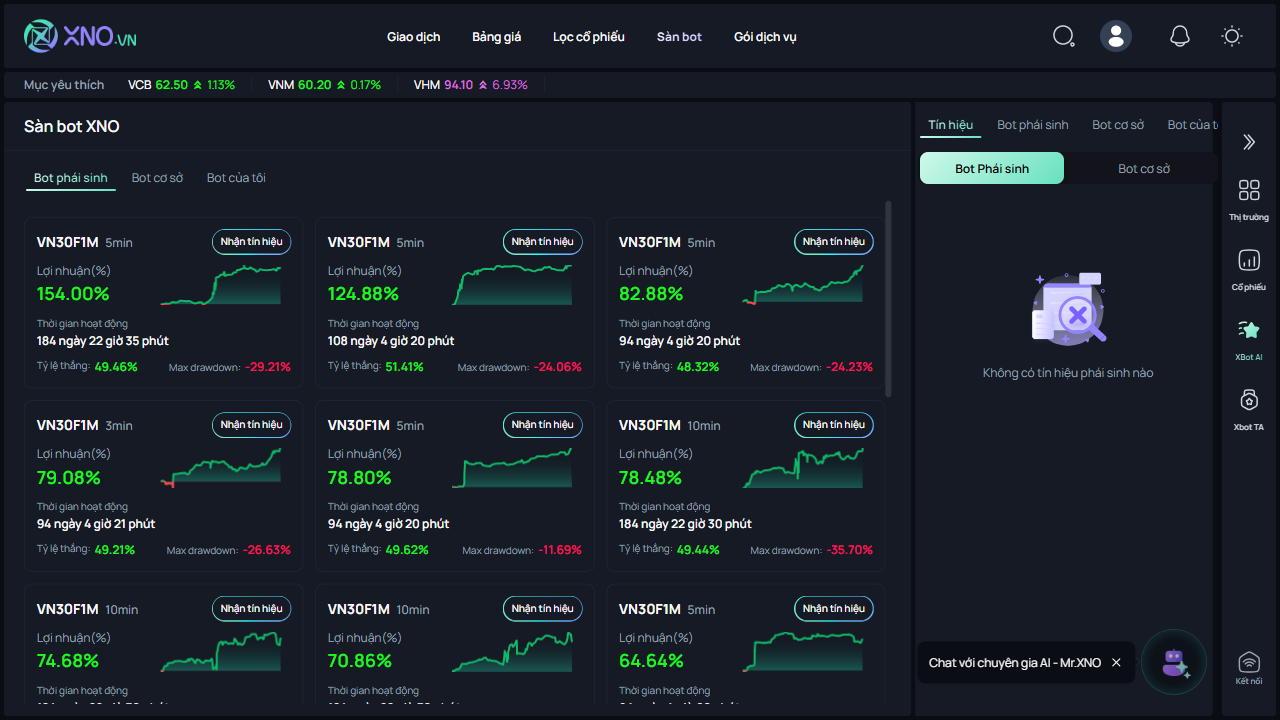 XNO.VN
Giao dịch
Bảng giá
Lọc cổ phiếu
Sàn bot
Gói dịch vụ
Mục yêu thích
VCB 62.50 1.13%
VNM 60.20 0.17%
VHM 94.10 6.93%
Sàn bot XNO
Bot phái sinh
Bot cơ sở
Bot của tôi
VN30F1M 5min
Nhận tín hiệu
Lợi nhuận(%)
154.00%
Thời gian hoạt động
184 ngày 22 giờ 35 phút
Tỷ lệ thắng: 49.46%
Max drawdown: -29.21%
VN30F1M 5min
Nhận tín hiệu
Lợi nhuận(%)
124.88%
Thời gian hoạt động
108 ngày 4 giờ 20 phút
Tỷ lệ thắng: 51.41%
Max drawdown: -24.06%
VN30F1M 5min
Nhận tín hiệu
Lợi nhuận(%)
82.88%
Thời gian hoạt động
94 ngày 4 giờ 20 phút
Tỷ lệ thắng: 48.32%
Max drawdown: -24.23%
VN30F1M 3min
Nhận tín hiệu
Lợi nhuận(%)
79.08%
Thời gian hoạt động
94 ngày 4 giờ 21 phút
Tỷ lệ thắng: 49.21%
Max drawdown: -26.63%
VN30F1M 5min
Nhận tín hiệu
Lợi nhuận(%)
78.80%
Thời gian hoạt động
94 ngày 4 giờ 20 phút
Tỷ lệ thắng: 49.62%
Max drawdown: -11.69%
VN30F1M 10min
Nhận tín hiệu
Lợi nhuận(%)
78.48%
Thời gian hoạt động
184 ngày 22 giờ 30 phút
Tỷ lệ thắng: 49.44%
Max drawdown: -35.70%
VN30F1M 10min
Nhận tín hiệu
Lợi nhuận(%)
74.68%
Thời gian hoạt động
VN30F1M 10min
Nhận tín hiệu
Lợi nhuận(%)
70.86%
Thời gian hoạt động
VN30F1M 5min
Nhận tín hiệu
Lợi nhuận(%)
64.64%
Thời gian hoạt động
Tín hiệu
Bot phái sinh
Bot cơ sở
Bot của
Bot Phái sinh
Bot cơ sở
Không có tín hiệu phái sinh nào
Chat với chuyên gia AI - Mr.XNO
Thị trường
Cổ phiếu
XBot AI
Xbot TA
Kết nối